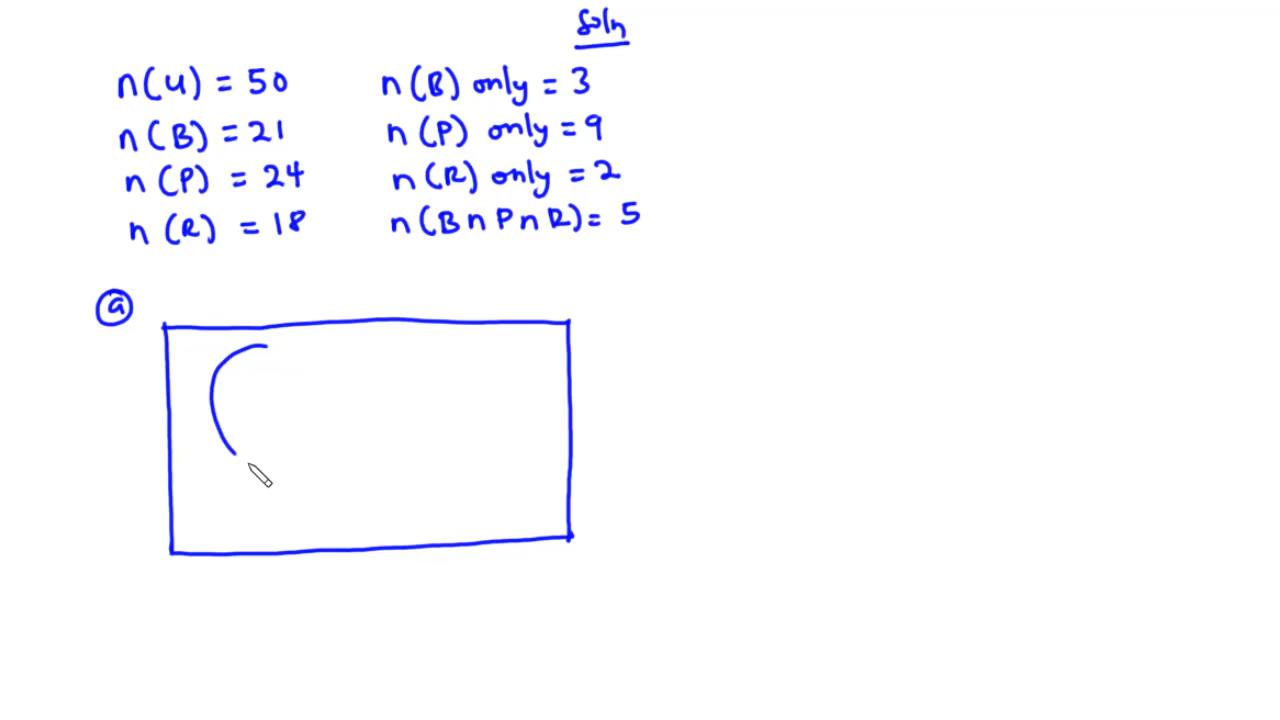 Soln
n(U) = 50 n(B) only = 3
n(B) = 21 n(P) only = 9
n(P) = 24 n(R) only = 2
n(R) = 18 n(B n P n R) = 5
a